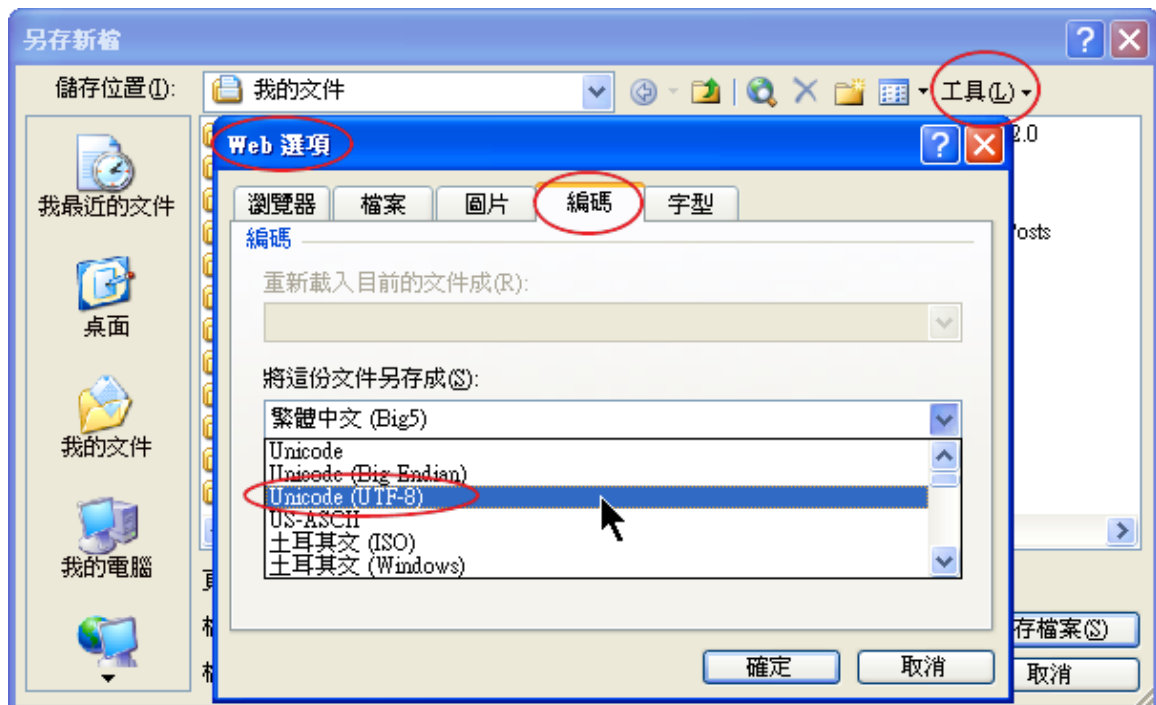 另存新檔
儲存位置(I):
我的文件
工具(L)
2.0
Web 選項
我最近的文件
瀏覽器
檔案
圖片
編碼
字型
編碼
Posts
重新載入目前的文件成(R):
桌面
將這份文件另存成(S):
繁體中文 (Big5)
我的文件
Unicode
Unicode (Big Endian)
Unicode (UTF-8)
US-ASCII
土耳其文 (ISO)
土耳其文 (Windows)
我的電腦
存檔案(S)
確定
取消
取消